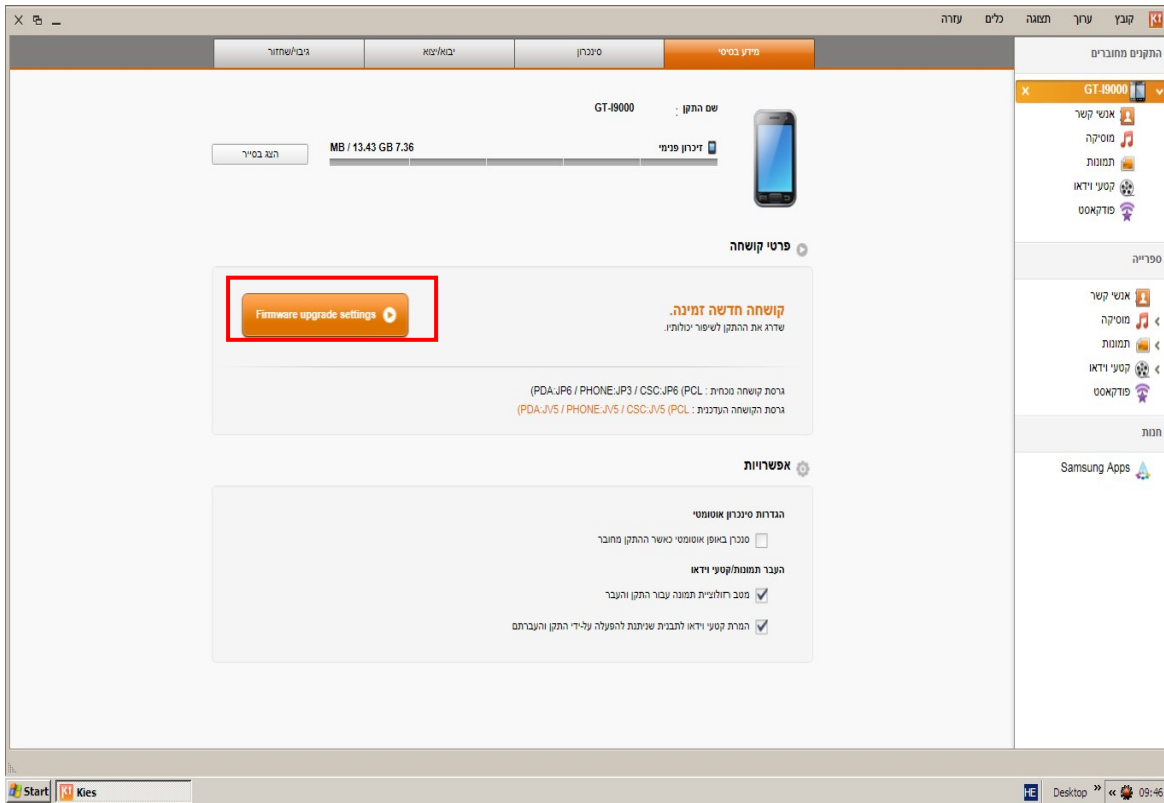 קובץ ערוך תצוגה כלים עזרה
התקנים מחוברים
GT-I9000
אנשי קשר
מוסיקה
תמונות
קטעי וידאו
פודקאסט
ספרייה
אנשי קשר
מוסיקה
תמונות
קטעי וידאו
פודקאסט
חנות
Samsung Apps
מידע בסיסי
סינכרון
יבוא/יצוא
גיבוי/שחזור
שם התקן : GT-I9000
זיכרון פנימי
MB / 13.43 GB 7.36
הצג בסייר
פרטי קושחה
קושחה חדשה זמינה.
שדרג את ההתקן לשיפור יכולותיו.
Firmware upgrade settings
גרסת קושחה נוכחית : PDA:JP6 / PHONE:JP3 / CSC:JP6 (PCL)
גרסת הקושחה העדכנית : PDA:JV5 / PHONE:JV5 / CSC:JV5 (PCL)
אפשרויות
הגדרות סינכרון אוטומטי
סנכרן באופן אוטומטי כאשר ההתקן מחובר
העבר תמונות/קטעי וידאו
מטב רזולוציית תמונה עבור התקן והעבר
המרת קטעי וידאו לתבנית שניתנת להפעלה על-ידי התקן והעברתם
Start
Kies
HE
Desktop
09:46